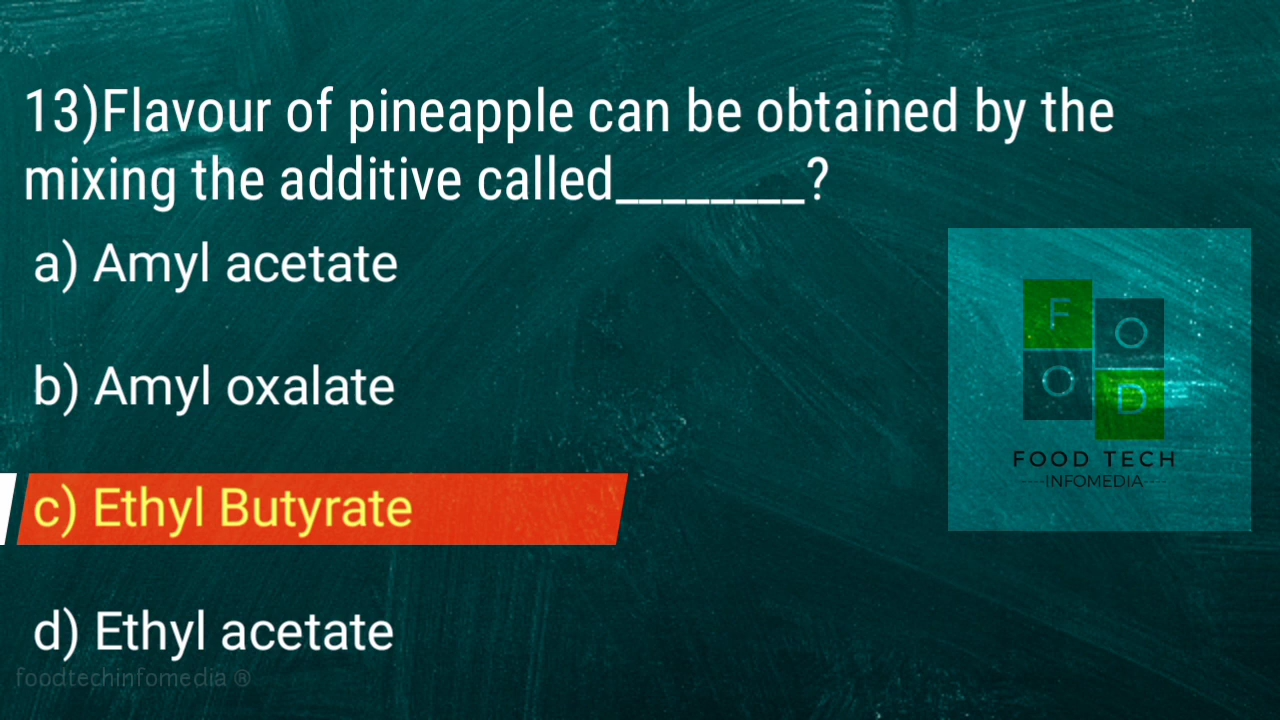 13)Flavour of pineapple can be obtained by the
mixing the additive called________?
a) Amyl acetate
b) Amyl oxalate
c) Ethyl Butyrate
d) Ethyl acetate
F O
O D
FOOD TECH
INFOMEDIA
foodtechinfomedia ®